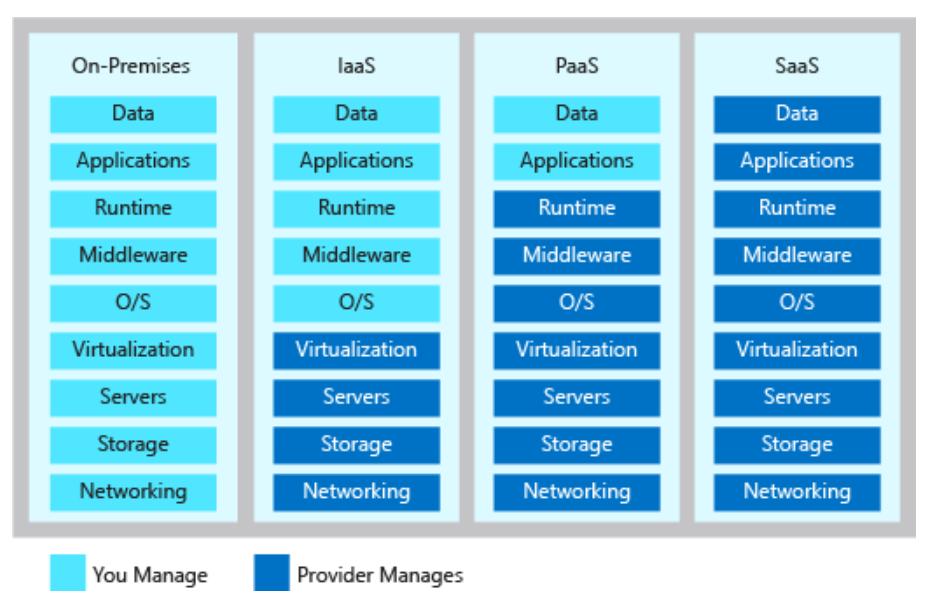 On-Premises
Data
Applications
Runtime
Middleware
O/S
Virtualization
Servers
Storage
Networking
IaaS
Data
Applications
Runtime
Middleware
O/S
Virtualization
Servers
Storage
Networking
PaaS
Data
Applications
Runtime
Middleware
O/S
Virtualization
Servers
Storage
Networking
SaaS
Data
Applications
Runtime
Middleware
O/S
Virtualization
Servers
Storage
Networking
You Manage
Provider Manages